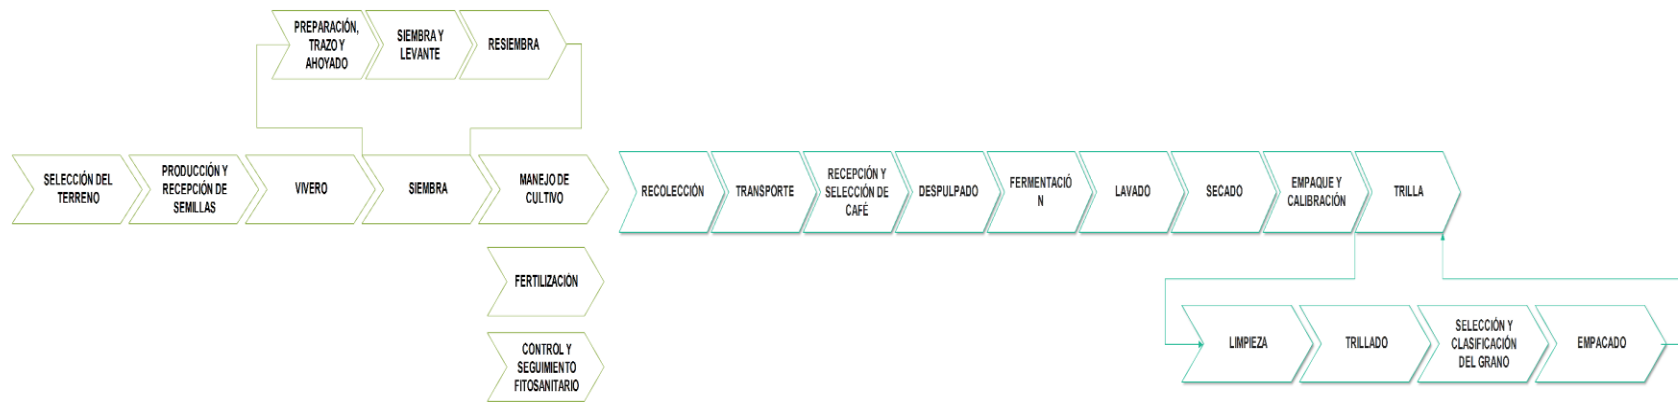 PREPARACIÓN,
TRAZO Y
AHOYADO
SIEMBRA Y
LEVANTE
RESIEMBRA
SELECCIÓN DEL
TERRENO
PRODUCCIÓN Y
RECEPCIÓN DE
SEMILLAS
VIVERO
SIEMBRA
MANEJO DE
CULTIVO
RECOLECCIÓN
TRANSPORTE
RECEPCIÓN Y
SELECCIÓN DE
CAFÉ
DESPULPADO
FERMENTACIÓ
N
LAVADO
SECADO
EMPAQUE Y
CALIBRACIÓN
TRILLA
FERTILIZACIÓN
CONTROL Y
SEGUIMIENTO
FITOSANITARIO
LIMPIEZA
TRILLADO
SELECCIÓN Y
CLASIFICACIÓN
DEL GRANO
EMPACADO